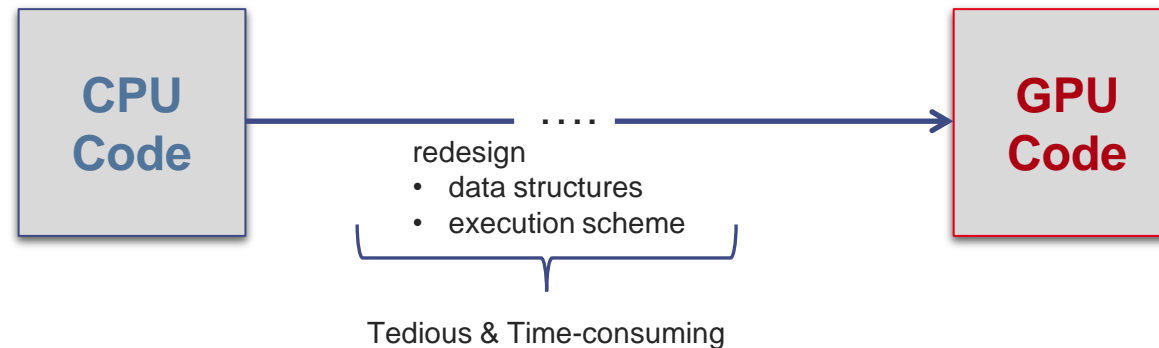 CPU
Code
....
GPU
Code
redesign
• data structures
• execution scheme
Tedious & Time-consuming